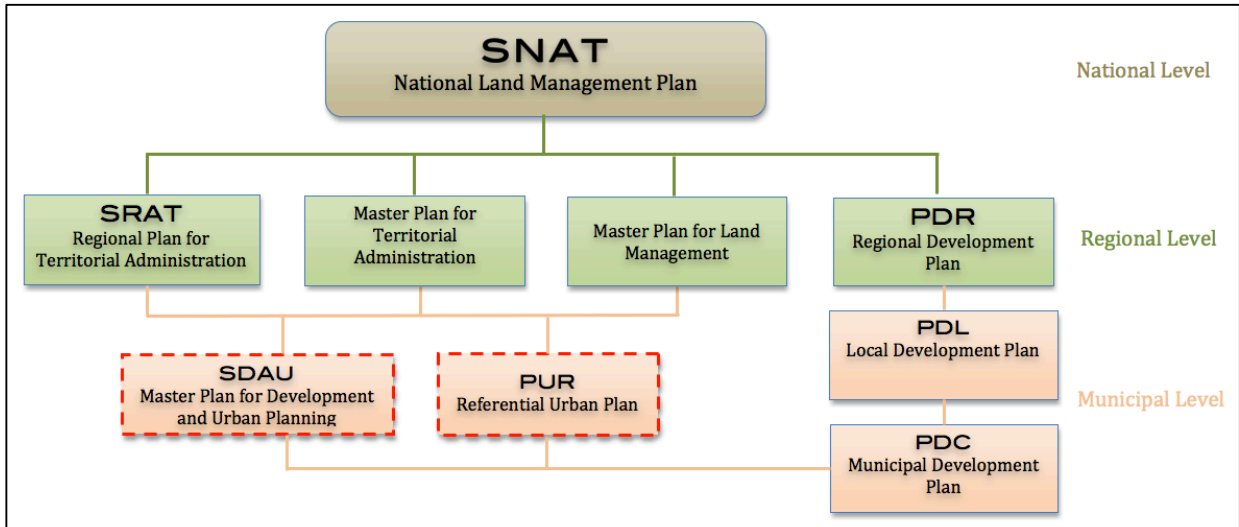 SNAT
National Land Management Plan
National Level
SRAT
Regional Plan for
Territorial Administration
Master Plan for
Territorial
Administration
Master Plan for Land
Management
PDR
Regional Development
Plan
Regional Level
SDAU
Master Plan for Development
and Urban Planning
PUR
Referential Urban Plan
PDL
Local Development Plan
Municipal Level
PDC
Municipal Development
Plan